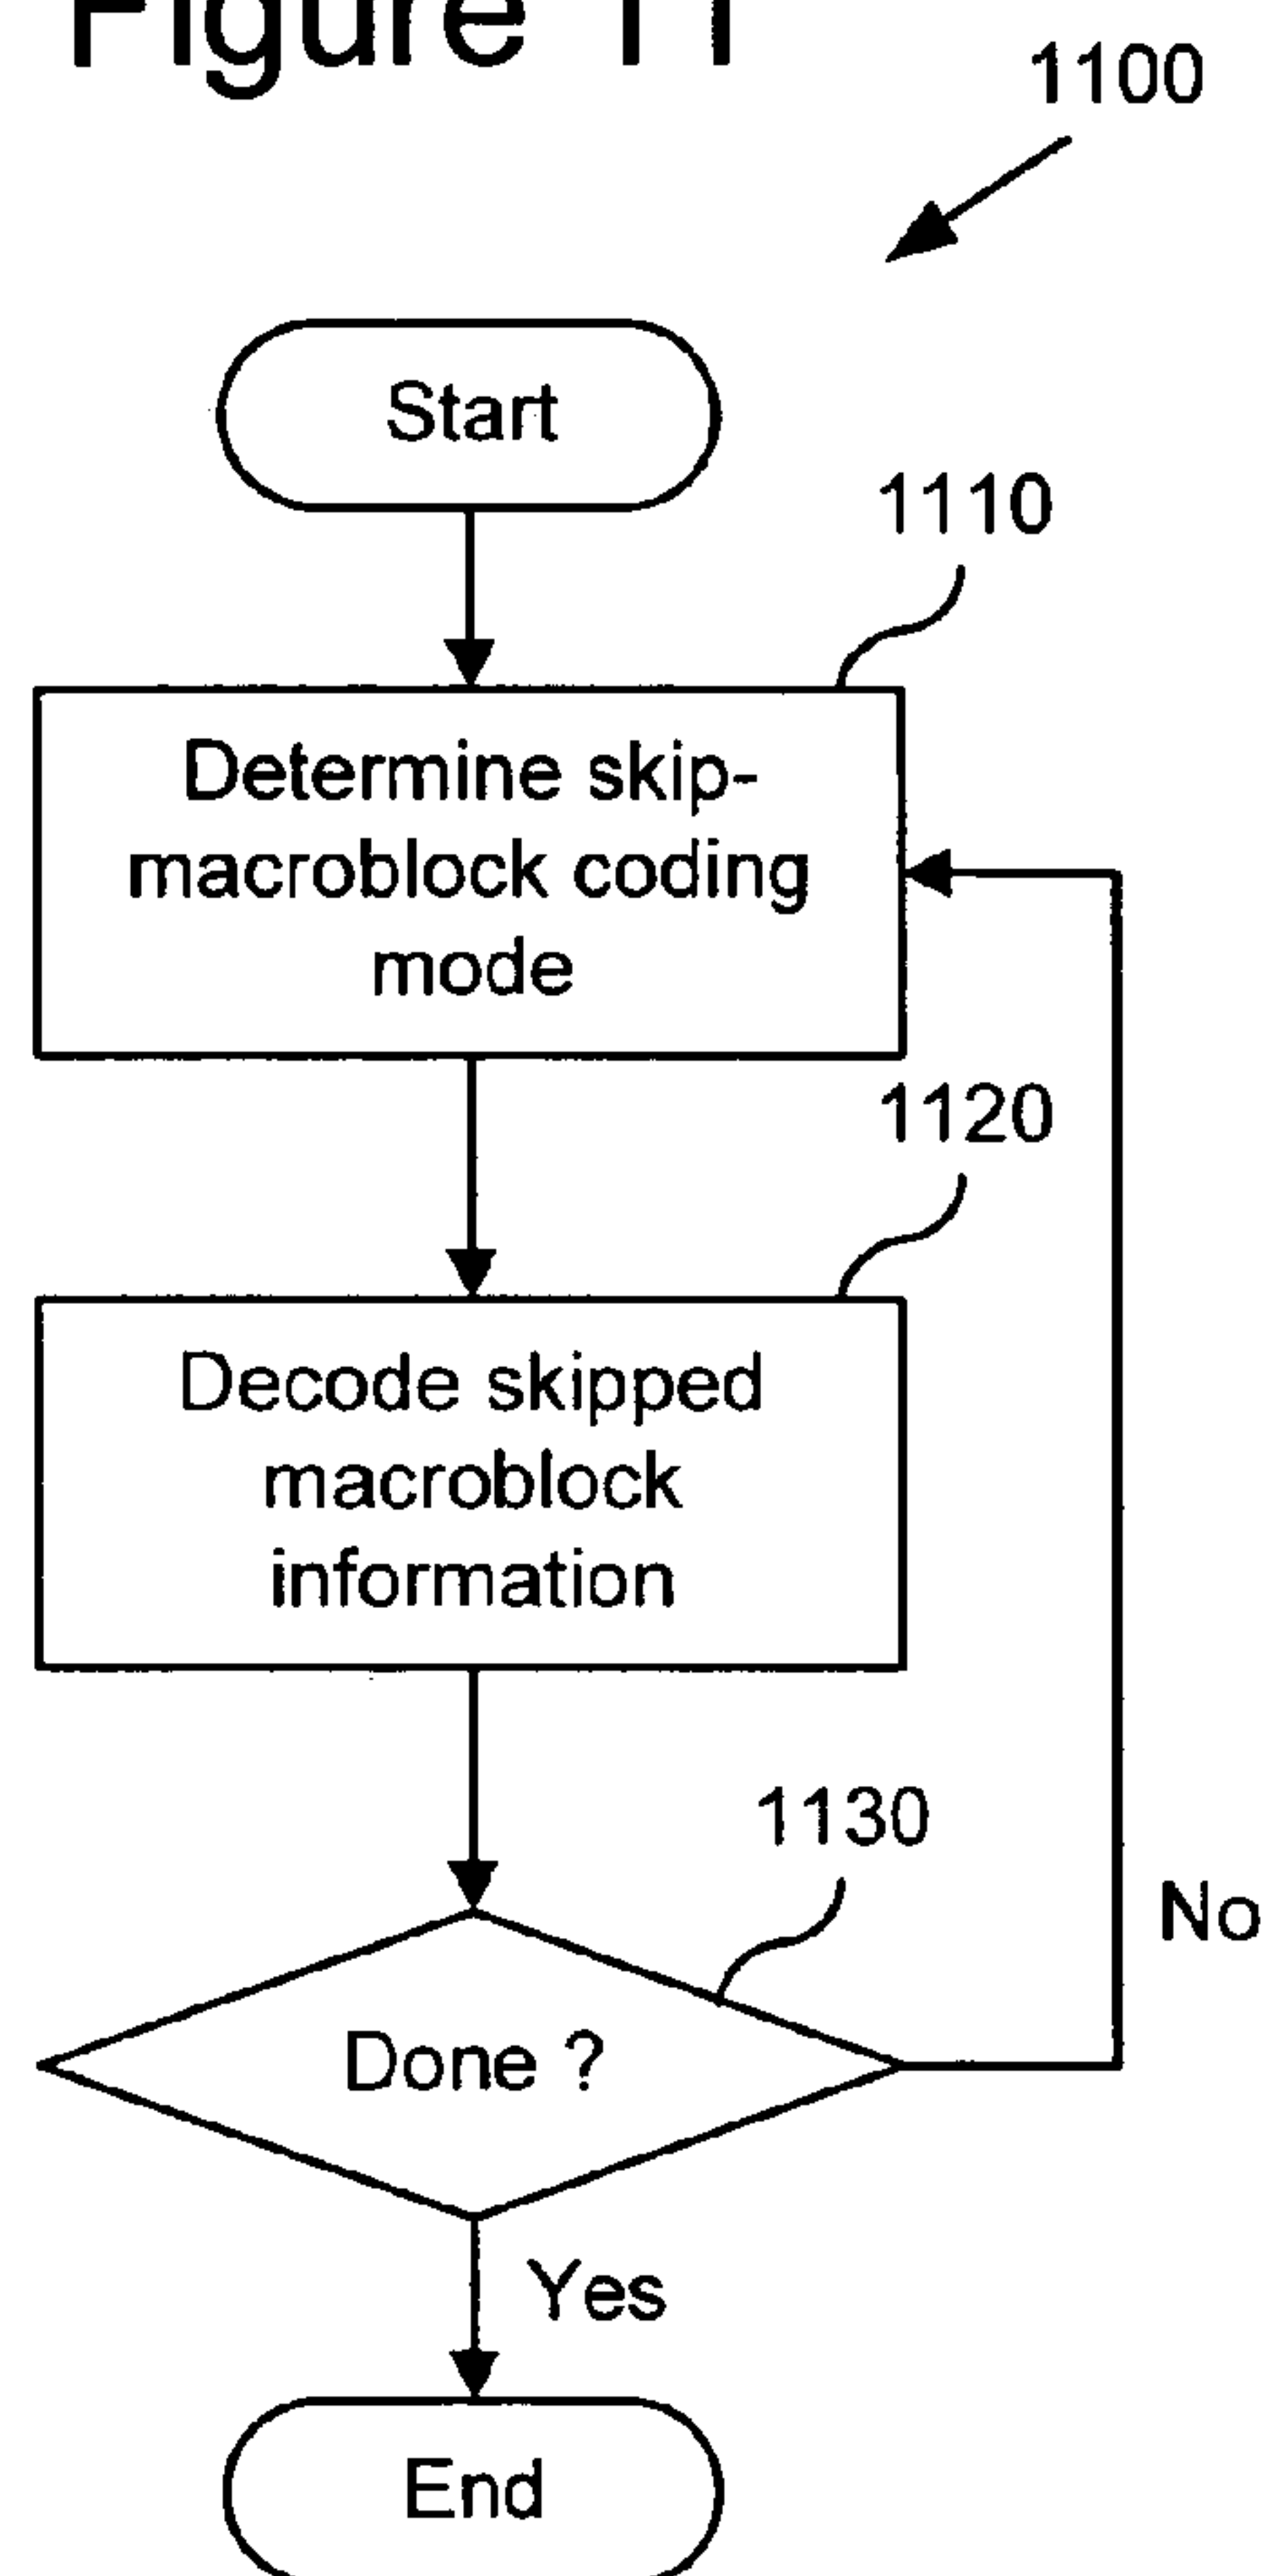 Figure 11
1100
Start
1110
Determine skip-
macroblock coding
mode
1120
Decode skipped
macroblock
information
1130
No
Done ?
Yes
End